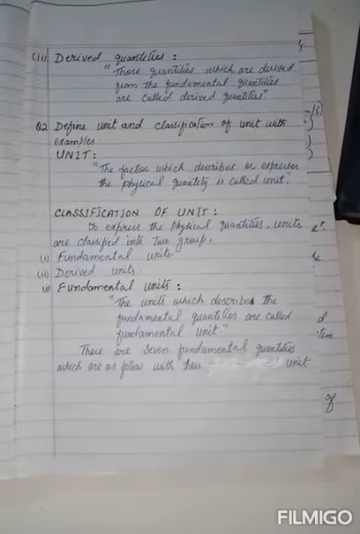 (iii) Derived quantities :
"Those quantities, which are derived
from the fundamental quantities
are called derived quantities"
Q2 Define unit and classification of unit with
examples.
UNIT :
"The factor which describes or expresses
the physical quantity is called unit".
CLASSIFICATION OF UNIT :
To express the physical quantities, units
are classified into two group.
(i) Fundamental units.
(ii) Derived units.
(i) Fundamental units :
"The units which describes the
fundamental quantities are called
fundamental unit."
There are seven fundamental quantities
which are as follow with their unit
FILMIGO